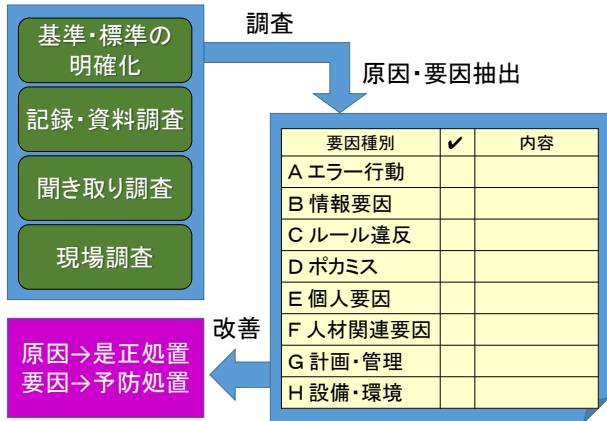 基準・標準の
明確化
記録・資料調査
聞き取り調査
現場調査
調査
原因・要因抽出
要因種別 ✔ 内容
A エラー行動
B 情報要因
C ルール違反
D ポカミス
E 個人要因
F 人材関連要因
G 計画・管理
H 設備・環境
改善
原因→是正処置
要因→予防処置